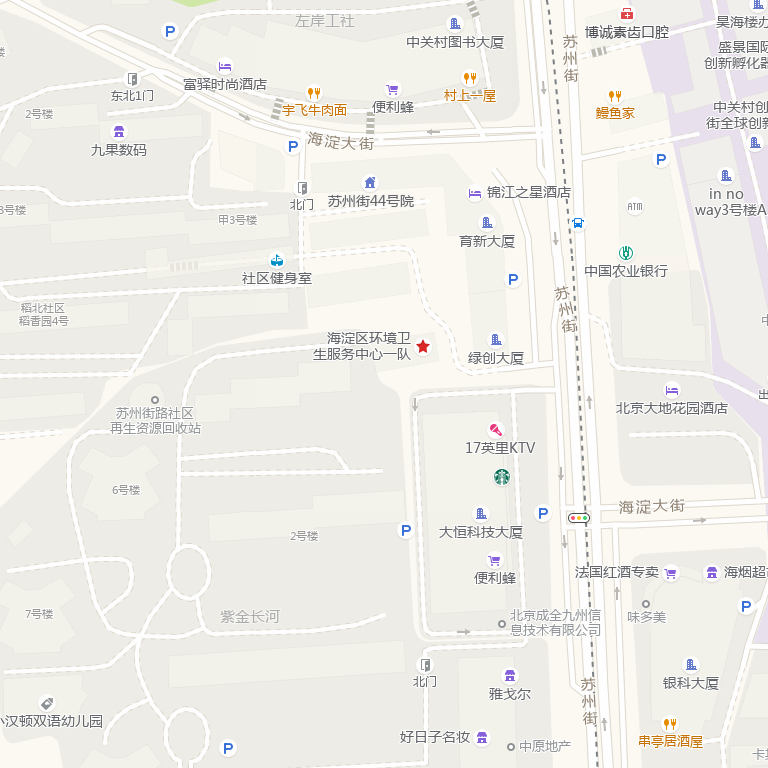 左岸工社
中关村图书大厦
苏州街
博诚素齿口腔
昊海楼办
盛景国际
创新孵化器
富驿时尚酒店
东北1门
宇飞牛肉面
便利蜂
村上一屋
鳗鱼家
中关村创
街全球创新
2号楼
九果数码
海淀大街
P
P
P
苏州街44号院
北门
锦江之星酒店
in no
way3号楼A
ATM
3号楼
甲3号楼
育新大厦
中国农业银行
社区健身室
P
稻北社区
稻香园4号
苏州街
海淀区环境卫
生服务中心一队
绿创大厦
中
出
苏州街路社区
再生资源回收站
北京大地花园酒店
17英里KTV
6号楼
海淀大街
P
P
2号楼
大恒科技大厦
便利蜂
法国红酒专卖
海烟超市
P
7号楼
紫金长河
北京成全九州信
息技术有限公司
味多美
北门
雅戈尔
苏州街
银科大厦
小汉顿双语幼儿园
P
好日子名妆
中原地产
串亭居酒屋
卡